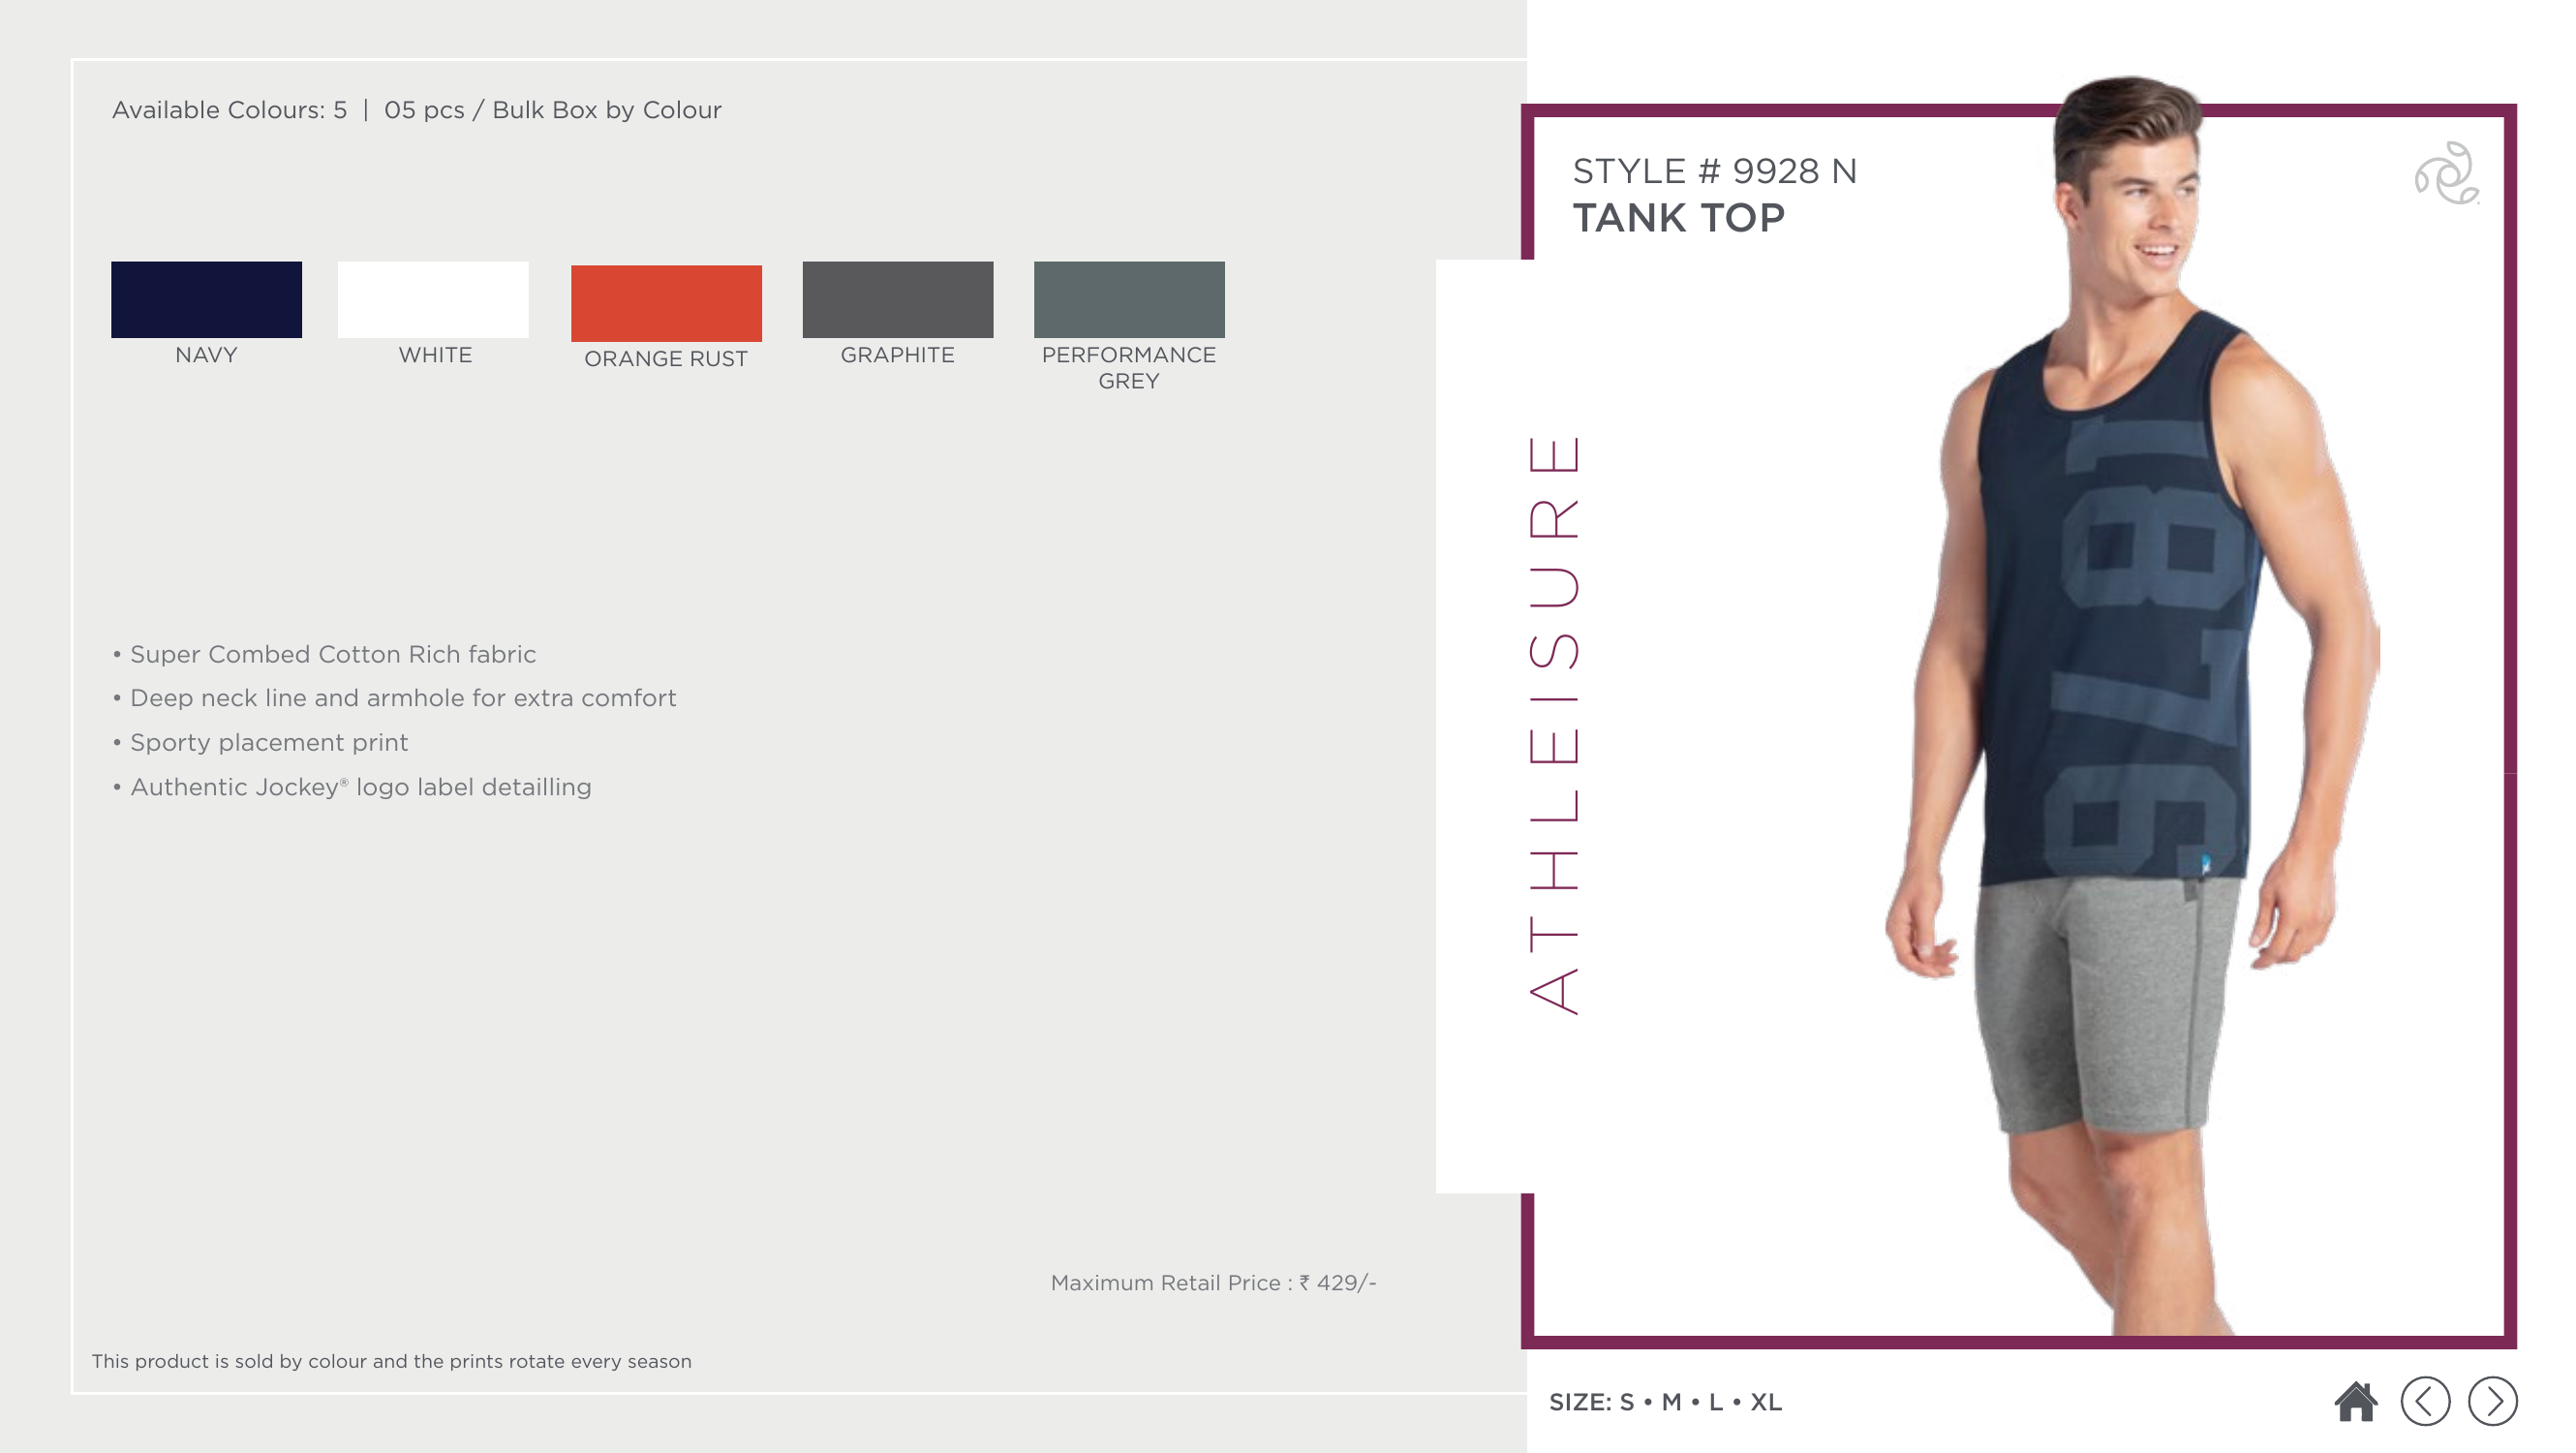 Available Colours: 5 | 05 pcs / Bulk Box by Colour
NAVY
WHITE
ORANGE RUST
GRAPHITE
PERFORMANCE
GREY
• Super Combed Cotton Rich fabric
• Deep neck line and armhole for extra comfort
• Sporty placement print
• Authentic Jockey® logo label detailling
Maximum Retail Price : ₹ 429/-
This product is sold by colour and the prints rotate every season
STYLE # 9928 N
TANK TOP
ATHLEISURE
1876
SIZE: S • M • L • XL